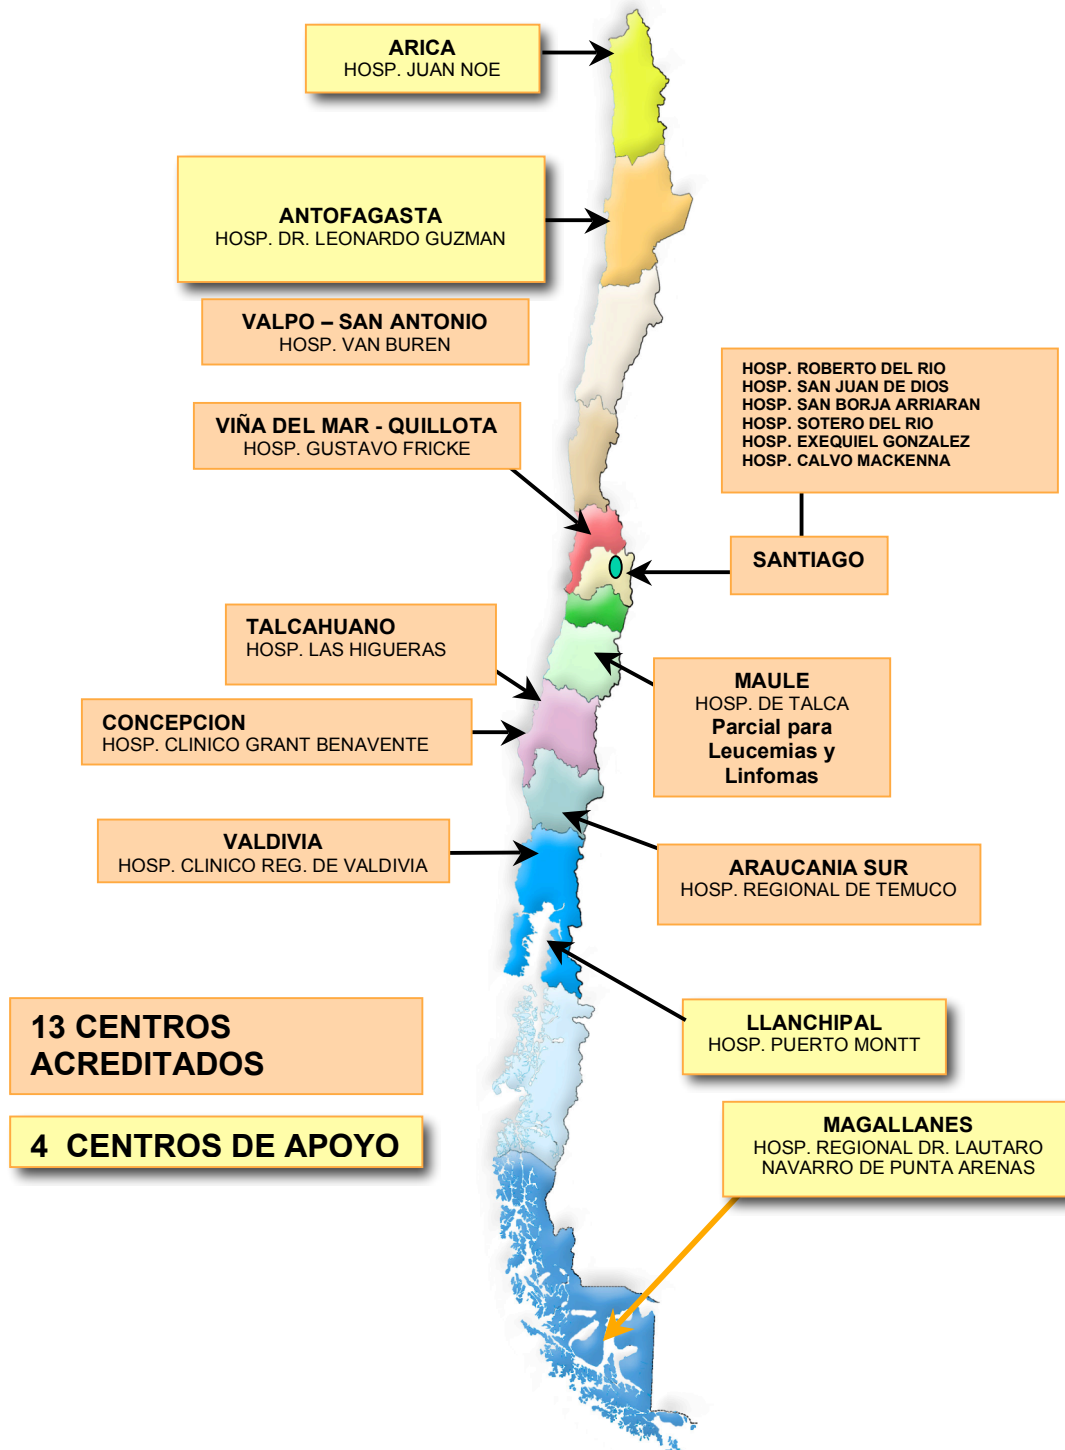 ARICA
HOSP. JUAN NOE
ANTOFAGASTA
HOSP. DR. LEONARDO GUZMAN
VALPO – SAN ANTONIO
HOSP. VAN BUREN
VIÑA DEL MAR - QUILLOTA
HOSP. GUSTAVO FRICKE
HOSP. ROBERTO DEL RIO
HOSP. SAN JUAN DE DIOS
HOSP. SAN BORJA ARRIARAN
HOSP. SOTERO DEL RIO
HOSP. EXEQUIEL GONZALEZ
HOSP. CALVO MACKENNA
SANTIAGO
TALCAHUANO
HOSP. LAS HIGUERAS
MAULE
HOSP. DE TALCA
Parcial para
Leucemias y
Linfomas
CONCEPCION
HOSP. CLINICO GRANT BENAVENTE
VALDIVIA
HOSP. CLINICO REG. DE VALDIVIA
ARAUCANIA SUR
HOSP. REGIONAL DE TEMUCO
13 CENTROS
ACREDITADOS
LLANCHIPAL
HOSP. PUERTO MONTT
4 CENTROS DE APOYO
MAGALLANES
HOSP. REGIONAL DR. LAUTARO
NAVARRO DE PUNTA ARENAS